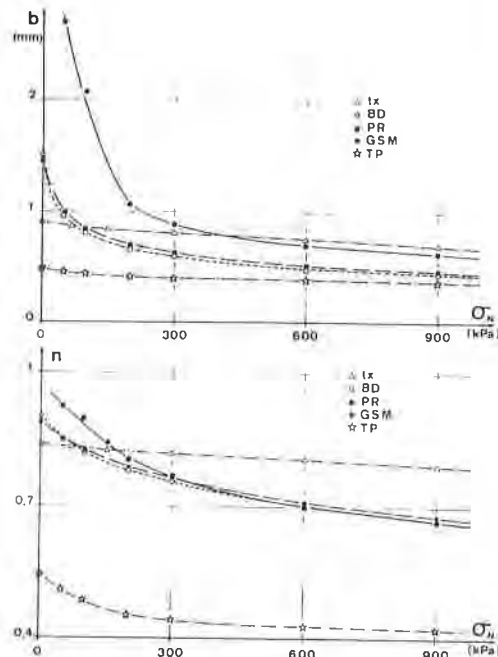 b
(mm)
2
1
0
△ tx
BD
PR
GSM
☆ TP
0 300 600 900
σN
(kPa)
n
1
0,7
0,4
△ tx
BD
PR
GSM
☆ TP
0 300 600 900
σN
(kPa)